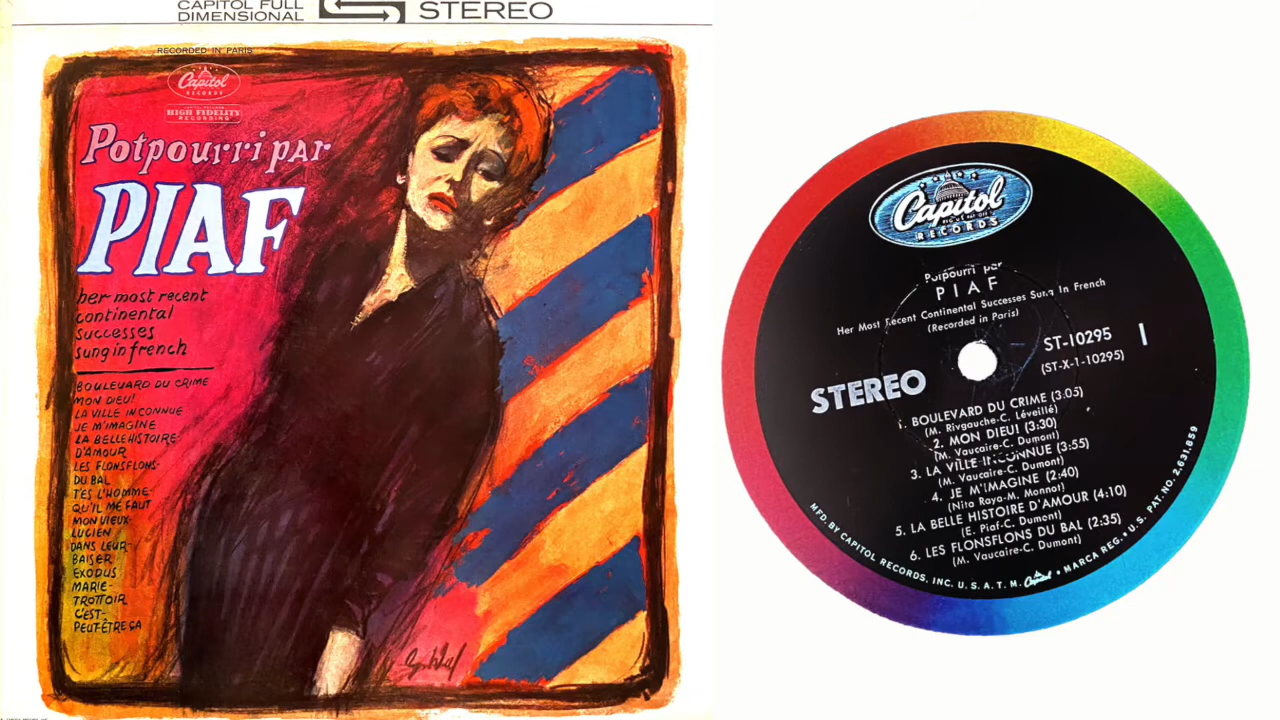 CAPITOL FULL
DIMENSIONAL
STEREO
RECORDED IN PARIS
Capitol
RECORDS
HIGH FIDELITY
RECORDING
Potpourri par
PIAF
her most recent
continental
successes
sung in french
BOULEVARD DU CRIME
MON DIEU!
LA VILLE INCONNUE
JE M'IMAGINE
LA BELLE HISTOIRE
D'AMOUR
LES FLONSFLONS-
DU BAL
T'ES L'HOMME-
QU'IL ME FAUT
MON VIEUX-
LUCIEN
DANS LEUR-
BAISER
EXODUS
MARIE-
TROTTOIR
C'EST-
PEUT-ÊTRE ÇA
Capitol
RECORDS
Potpourri par
PIAF
Her Most Recent Continental Successes Sung In French
(Recorded in Paris)
ST-10295
(ST-X-1-10295)
1
STEREO
1. BOULEVARD DU CRIME (3:05)
(M. Rivgauche-C. Léveillé)
2. MON DIEU! (3:30)
(M. Vaucaire-C. Dumont)
3. LA VILLE INCONNUE (3:55)
(M. Vaucaire-C. Dumont)
4. JE M'IMAGINE (2:40)
(Nita Raya-M. Monnot)
5. LA BELLE HISTOIRE D'AMOUR (4:10)
(E. Piaf-C. Dumont)
6. LES FLONSFLONS DU BAL (2:35)
(M. Vaucaire-C. Dumont)
MFD. BY CAPITOL RECORDS, INC. U. S. A. T. M. Capitol • MARCA REG. • U. S. PAT. NO. 2,631,859